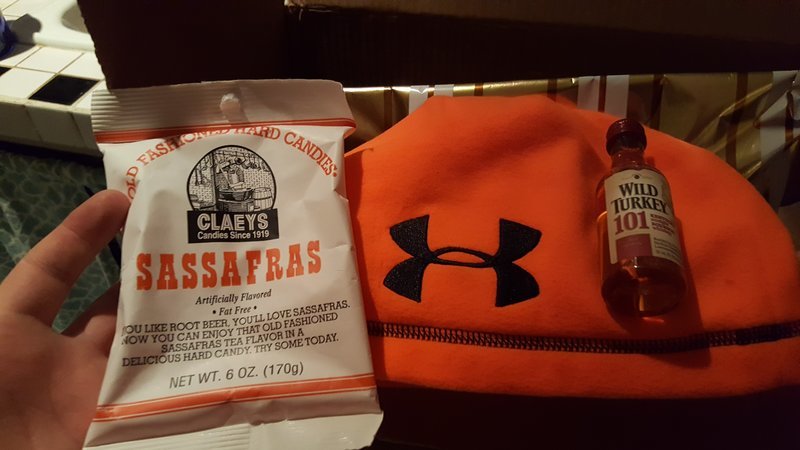 OLD FASHIONED HARD CANDIES
CLAEYS
Candies Since 1919
SASSAFRAS
Artificially Flavored
• Fat Free •
YOU LIKE ROOT BEER, YOU'LL LOVE SASSAFRAS.
NOW YOU CAN ENJOY THAT OLD FASHIONED
SASSAFRAS TEA FLAVOR IN A
DELICIOUS HARD CANDY. TRY SOME TODAY.
NET WT. 6 OZ. (170g)
WILD
TURKEY
101